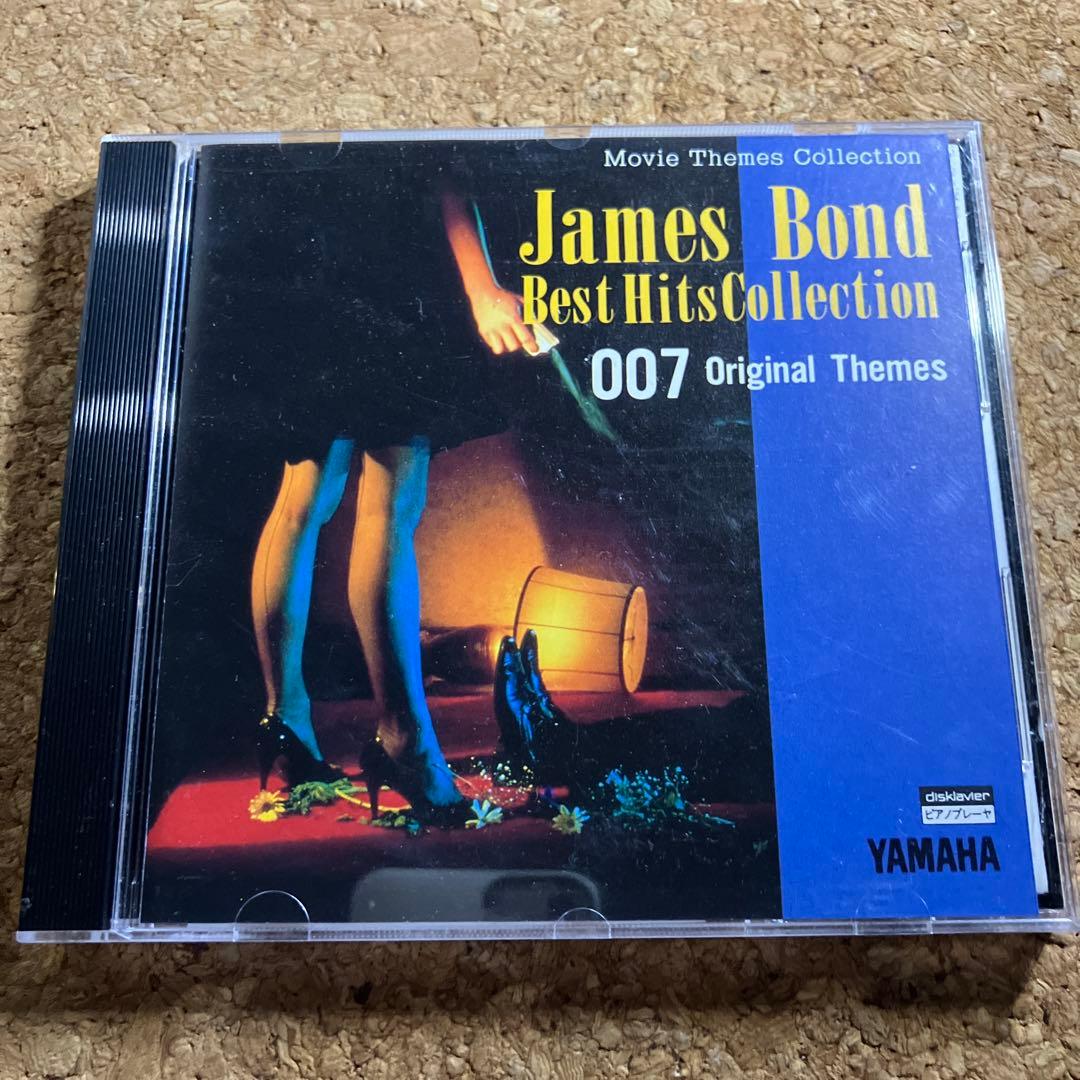 Movie Themes Collection
James Bond
Best Hits Collection
007 Original Themes
disklavier
ピアノプレーヤ
YAMAHA